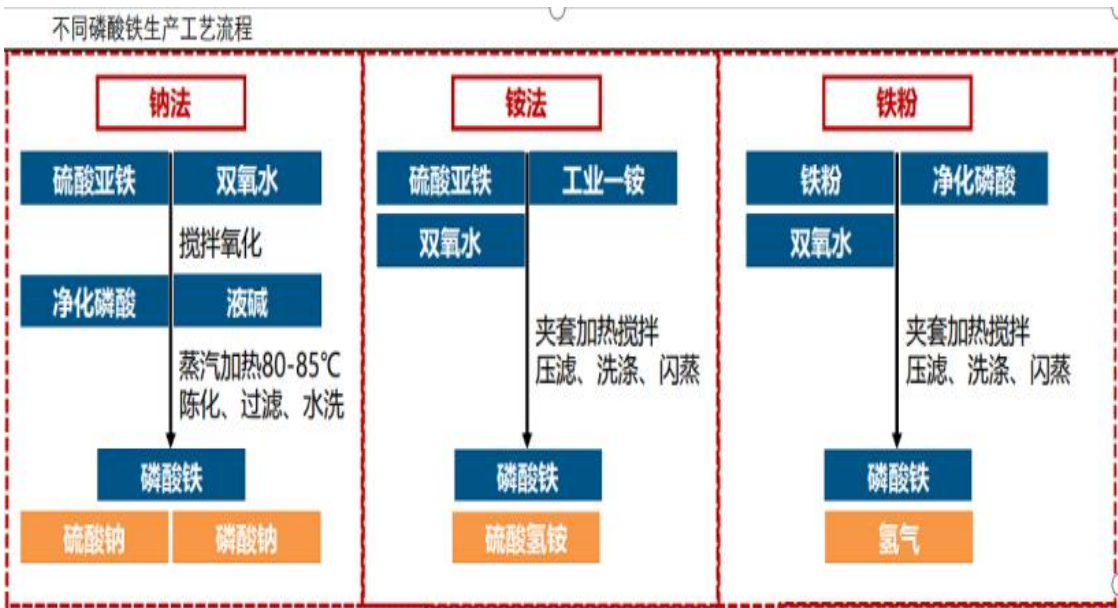 不同磷酸铁生产工艺流程
钠法
硫酸亚铁 双氧水
搅拌氧化
净化磷酸 液碱
蒸汽加热80-85℃
陈化、过滤、水洗
磷酸铁
硫酸钠 磷酸钠
铵法
硫酸亚铁 工业一铵
双氧水
夹套加热搅拌
压滤、洗涤、闪蒸
磷酸铁
硫酸氢铵
铁粉
铁粉 净化磷酸
双氧水
夹套加热搅拌
压滤、洗涤、闪蒸
磷酸铁
氢气